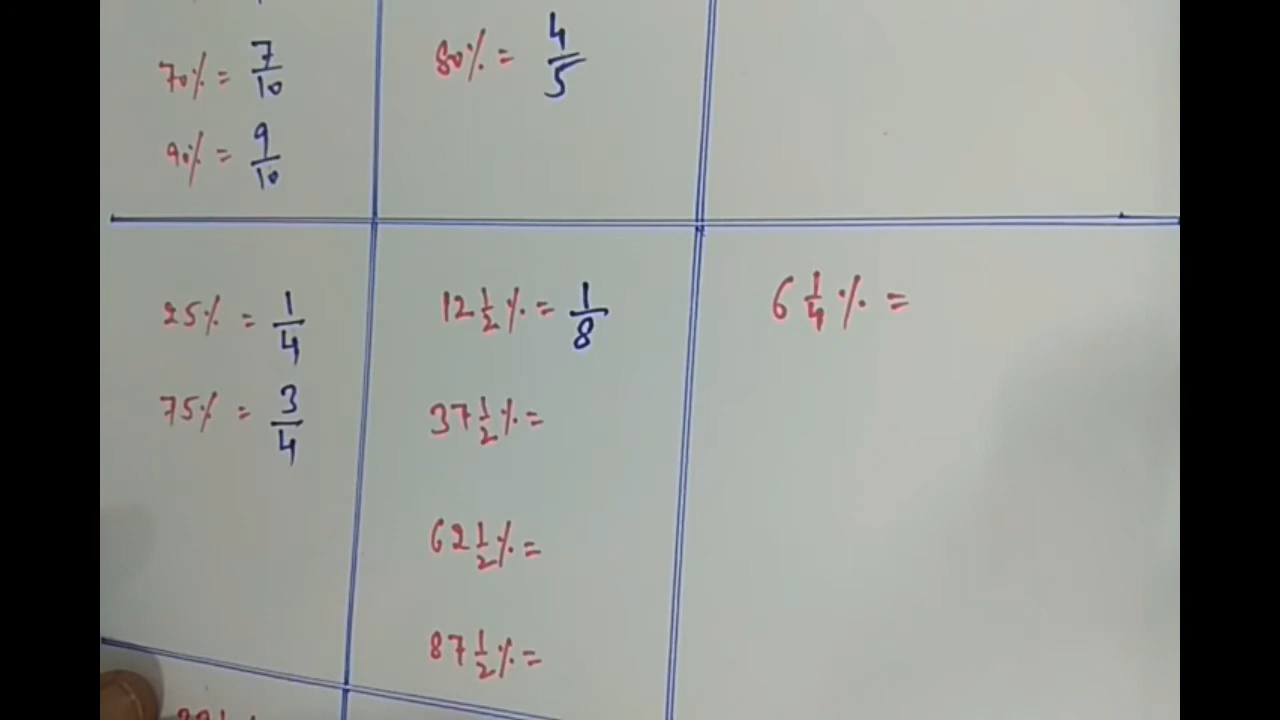 70% = 7/10
80% = 4/5
90% = 9/10
25% = 1/4
12 1/2 % = 1/8
6 1/4 % =
75% = 3/4
37 1/2 % =
62 1/2 % =
87 1/2 % =